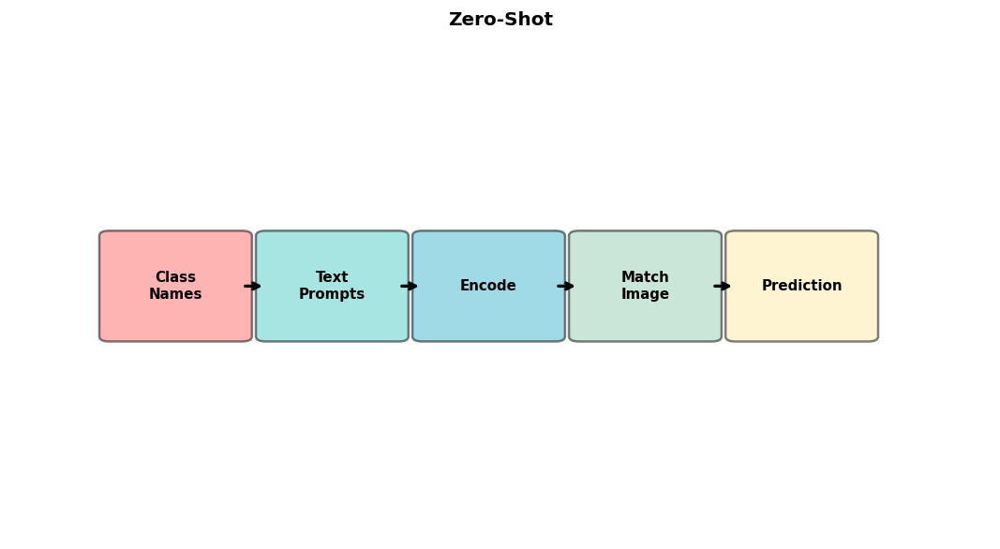 Zero-Shot
Class
Names
Text
Prompts
Encode
Match
Image
Prediction